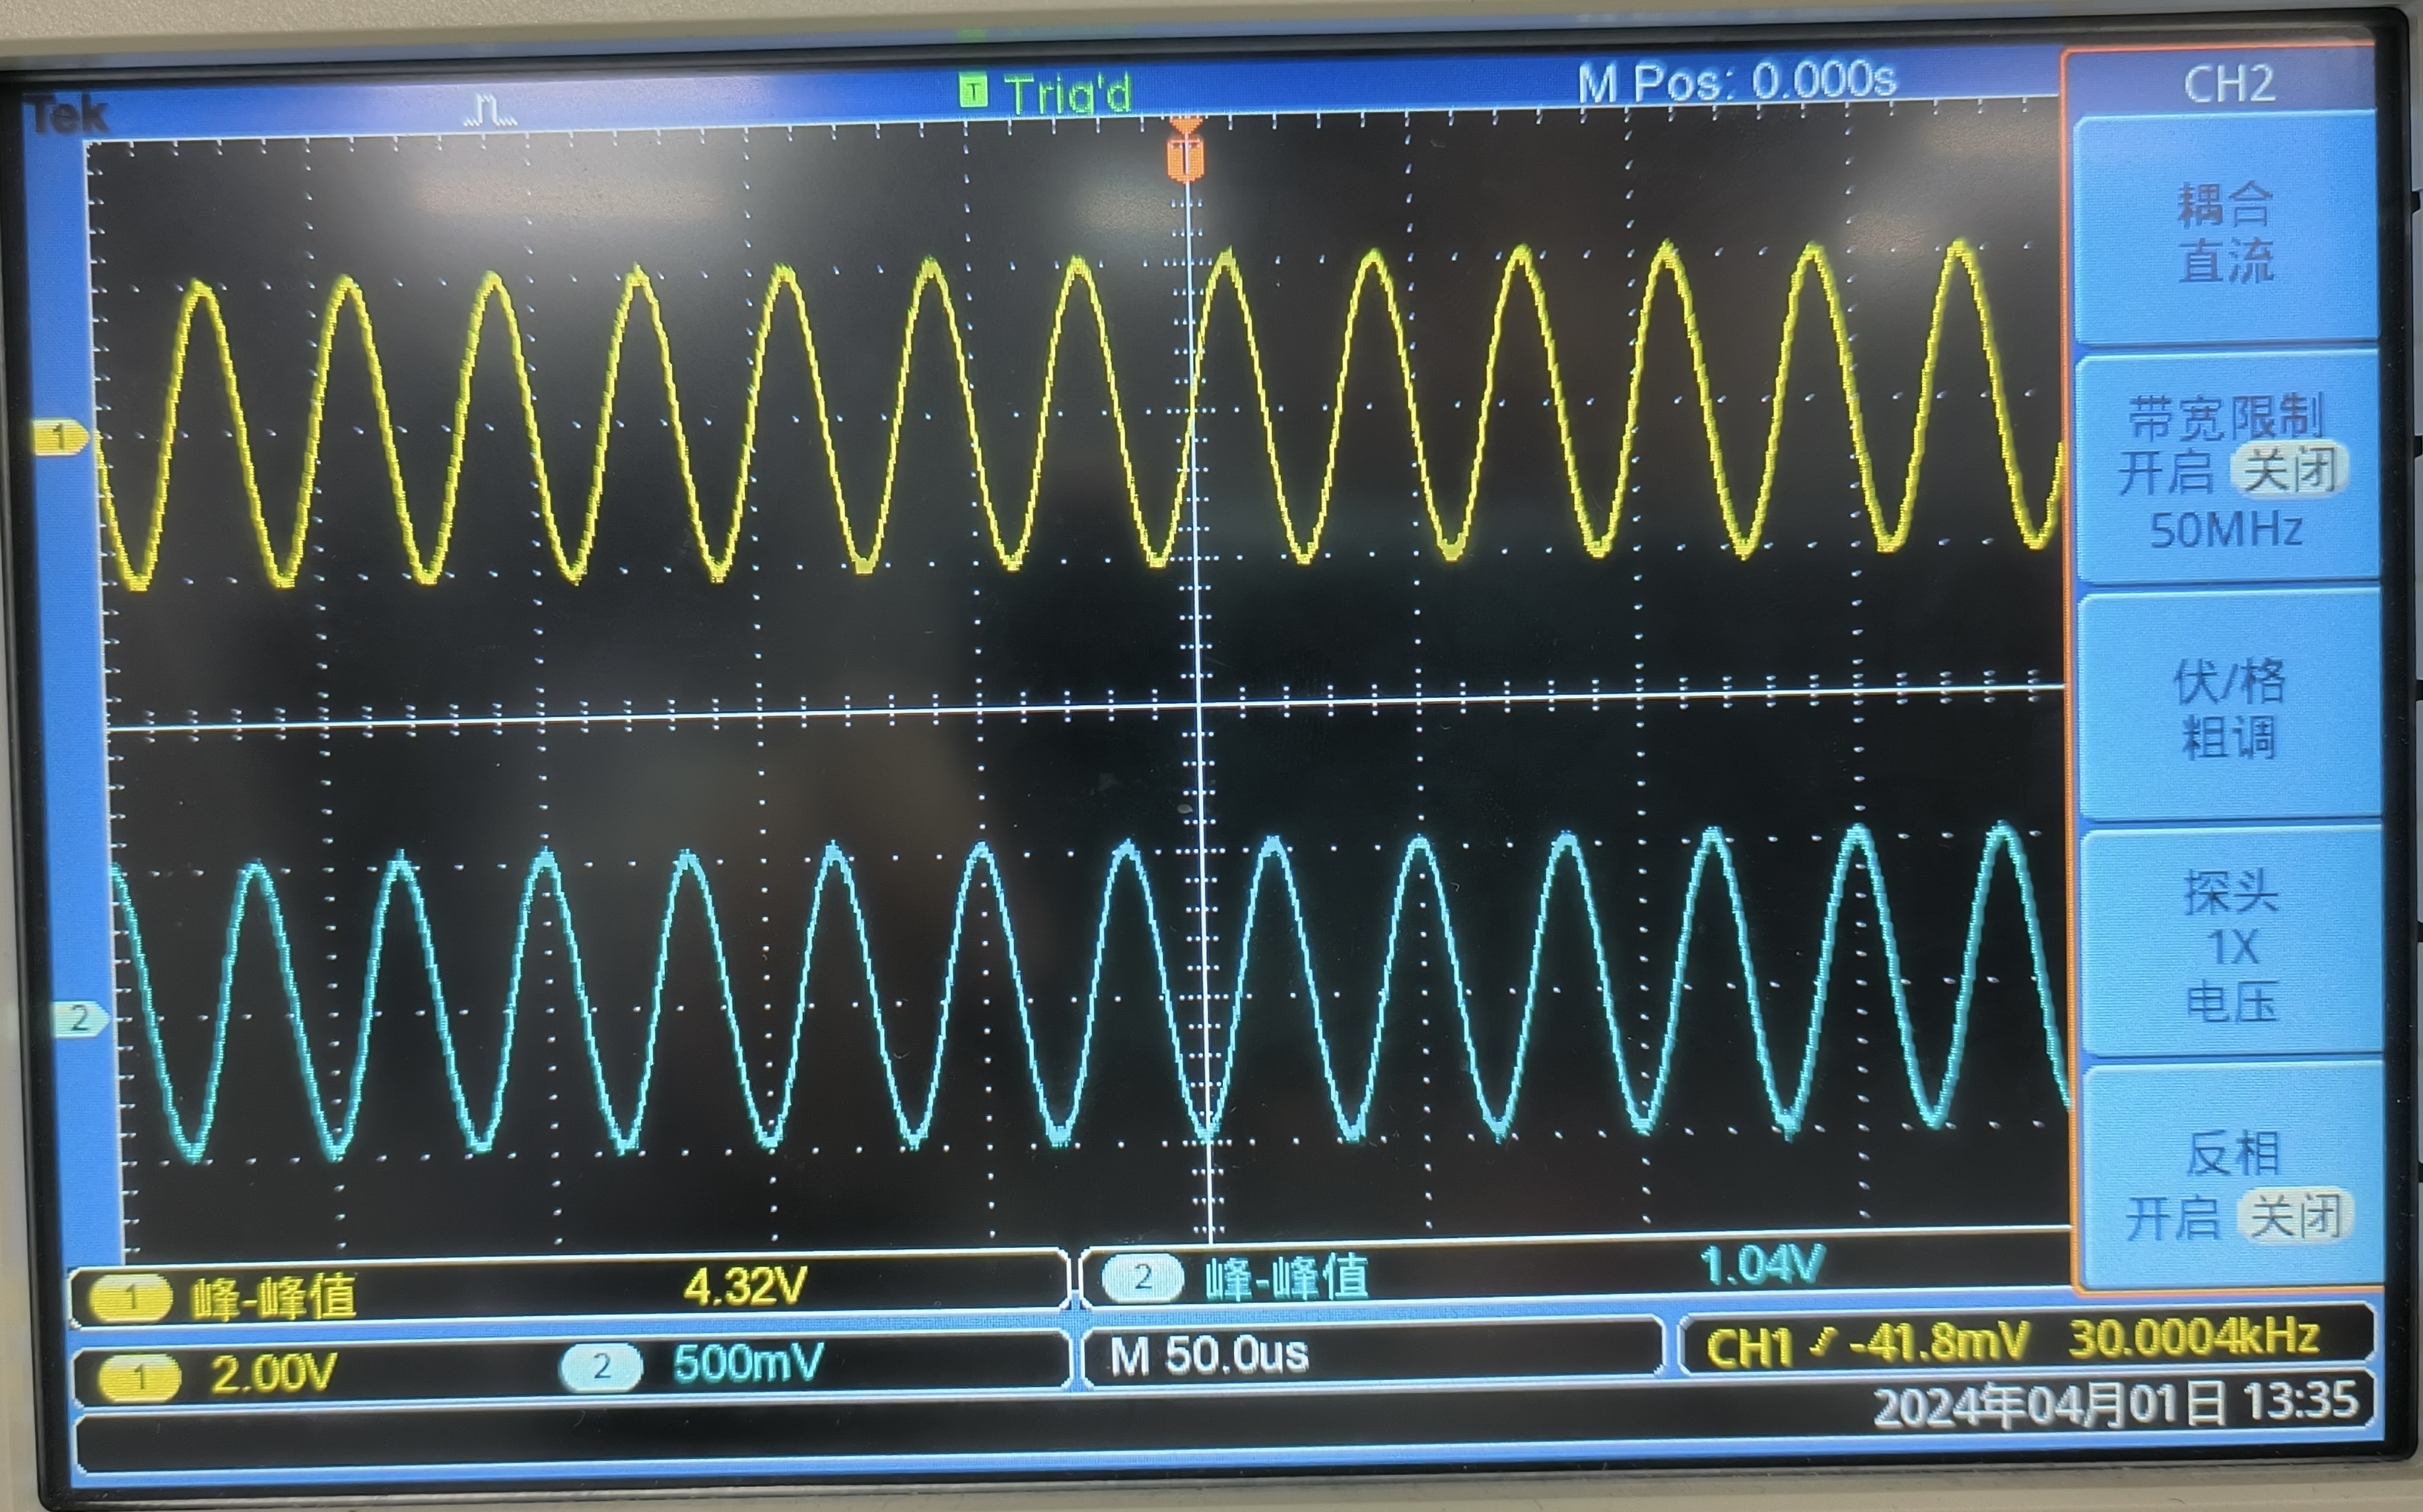 Tek
T Trig'd
M Pos: 0.000s
CH2
T
耦合
直流
带宽限制
开启 关闭
50MHz
伏/格
粗调
探头
1X
电压
反相
开启 关闭
1
2
1 峰-峰值 4.32V
2 峰-峰值 1.04V
1 2.00V
2 500mV
M 50.0us
CH1 -41.8mV 30.0004kHz
2024年04月01日 13:35